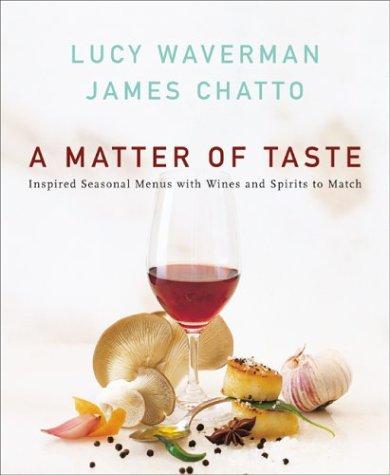 LUCY WAVERMAN
JAMES CHATTO
A MATTER OF TASTE
Inspired Seasonal Menus with Wines and Spirits to Match